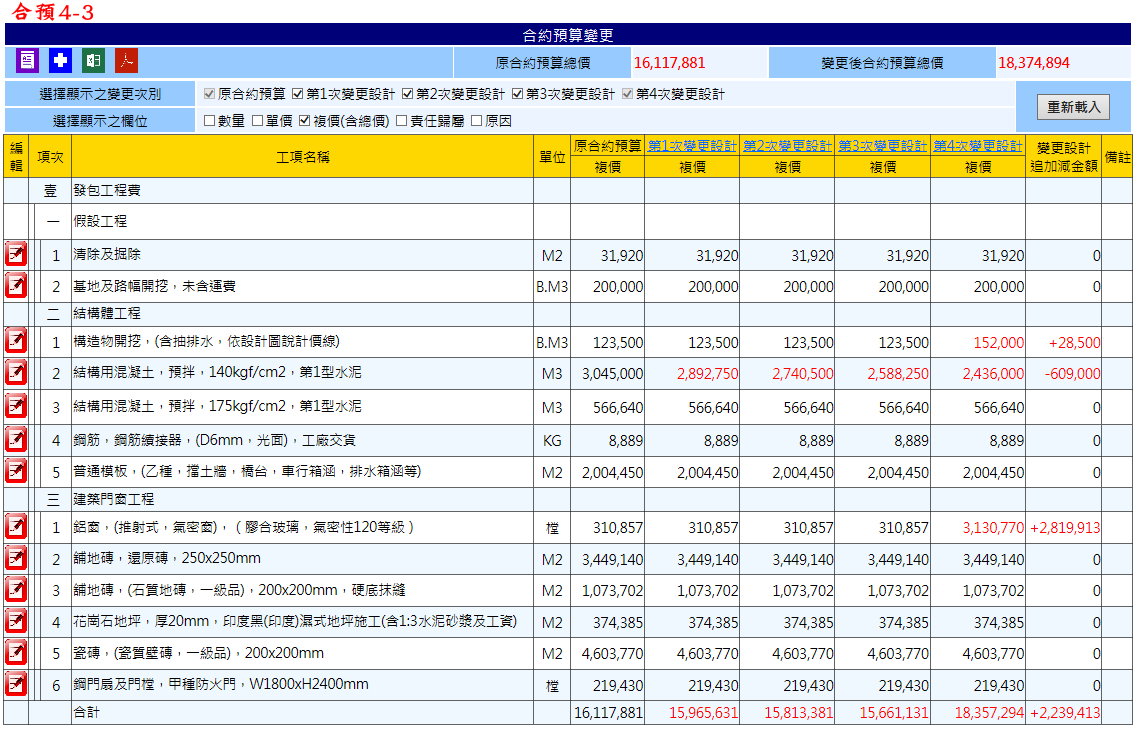 合預4-3
合約預算變更
原合約預算總價 16,117,881 變更後合約預算總價 18,374,894
選擇顯示之變更次別 原合約預算 第1次變更設計 第2次變更設計 第3次變更設計 第4次變更設計
選擇顯示之欄位 數量 單價 複價(含總價) 責任歸屬 原因
重新載入
編輯 項次 工項名稱 單位 原合約預算 第1次變更設計 第2次變更設計 第3次變更設計 第4次變更設計 變更設計追加減金額 備註
複價 複價 複價 複價 複價
壹 發包工程費
一 假設工程
1 清除及掘除 M2 31,920 31,920 31,920 31,920 31,920 0
2 基地及路幅開挖，未含運費 B.M3 200,000 200,000 200,000 200,000 200,000 0
二 結構體工程
1 構造物開挖，(含抽排水，依設計圖說計價線) B.M3 123,500 123,500 123,500 123,500 152,000 +28,500
2 結構用混凝土，預拌，140kgf/cm2，第1型水泥 M3 3,045,000 2,892,750 2,740,500 2,588,250 2,436,000 -609,000
3 結構用混凝土，預拌，175kgf/cm2，第1型水泥 M3 566,640 566,640 566,640 566,640 566,640 0
4 鋼筋，鋼筋續接器，(D6mm，光面)，工廠交貨 KG 8,889 8,889 8,889 8,889 8,889 0
5 普通模板，(乙種，擋土牆，橋台，車行箱涵，排水箱涵等) M2 2,004,450 2,004,450 2,004,450 2,004,450 2,004,450 0
三 建築門窗工程
1 鋁窗，(推射式，氣密窗)，（膠合玻璃，氣密性120等級） 樘 310,857 310,857 310,857 310,857 3,130,770 +2,819,913
2 舖地磚，還原磚，250x250mm M2 3,449,140 3,449,140 3,449,140 3,449,140 3,449,140 0
3 舖地磚，(石質地磚，一級品)，200x200mm，硬底抹縫 M2 1,073,702 1,073,702 1,073,702 1,073,702 1,073,702 0
4 花崗石地坪，厚20mm，印度黑(印度)濕式地坪施工(含1:3水泥砂漿及工資) M2 374,385 374,385 374,385 374,385 374,385 0
5 瓷磚，(瓷質壁磚，一級品)，200x200mm M2 4,603,770 4,603,770 4,603,770 4,603,770 4,603,770 0
6 鋼門扇及門樘，甲種防火門，W1800xH2400mm 樘 219,430 219,430 219,430 219,430 219,430 0
合計 16,117,881 15,965,631 15,813,381 15,661,131 18,357,294 +2,239,413